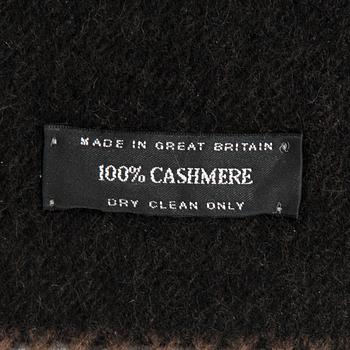 MADE IN GREAT BRITAIN
100% CASHMERE
DRY CLEAN ONLY